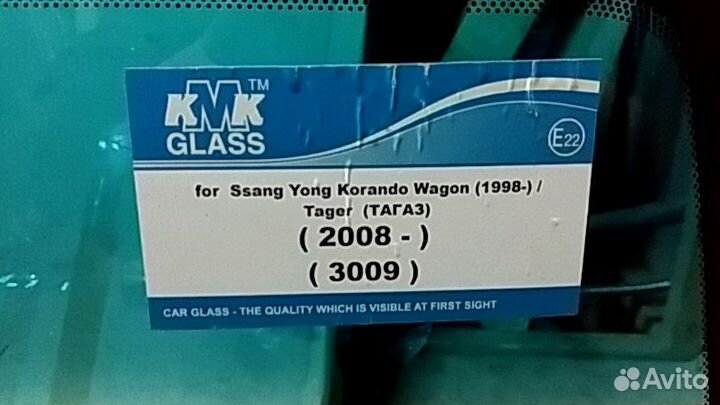 KMK™
GLASS
E22
for Ssang Yong Korando Wagon (1998-) /
Tager (ТАГАЗ)
( 2008 - )
( 3009 )
CAR GLASS - THE QUALITY WHICH IS VISIBLE AT FIRST SIGHT
Avito